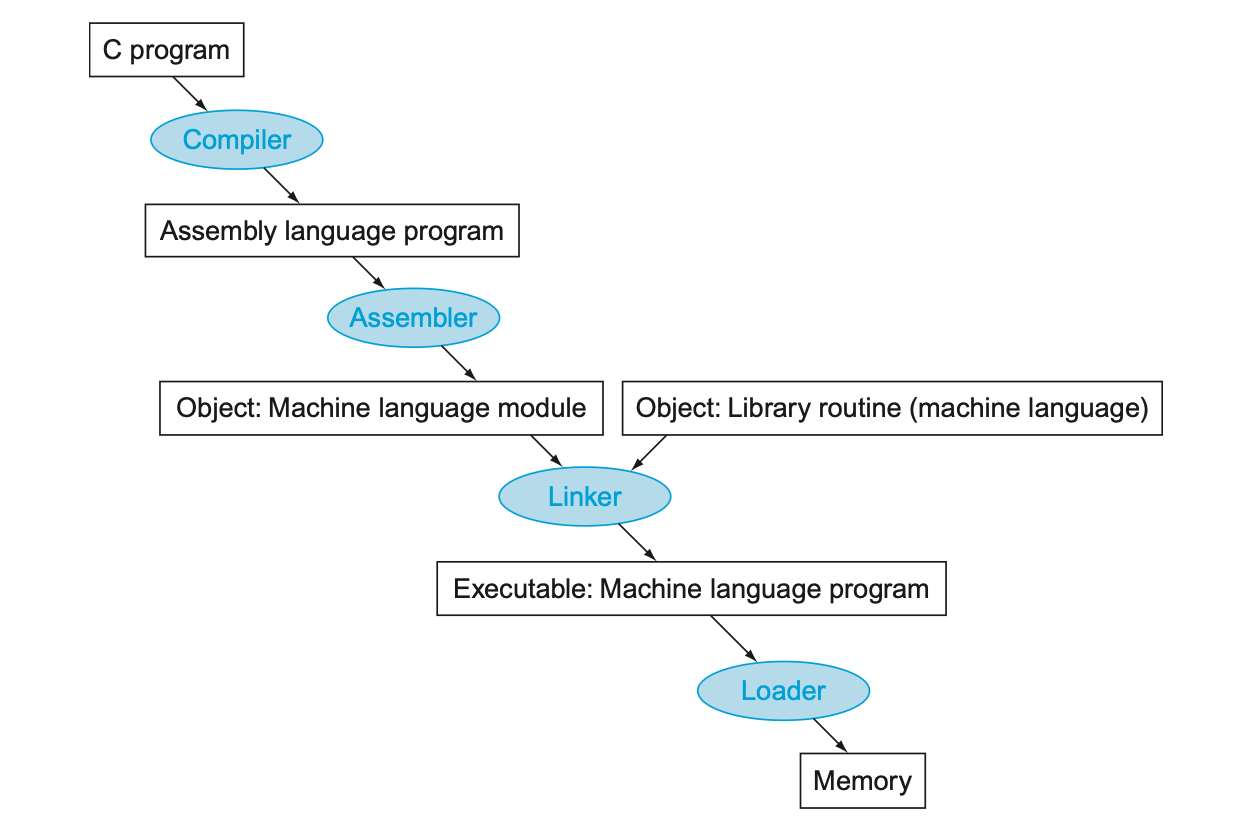 C program
Compiler
Assembly language program
Assembler
Object: Machine language module
Object: Library routine (machine language)
Linker
Executable: Machine language program
Loader
Memory